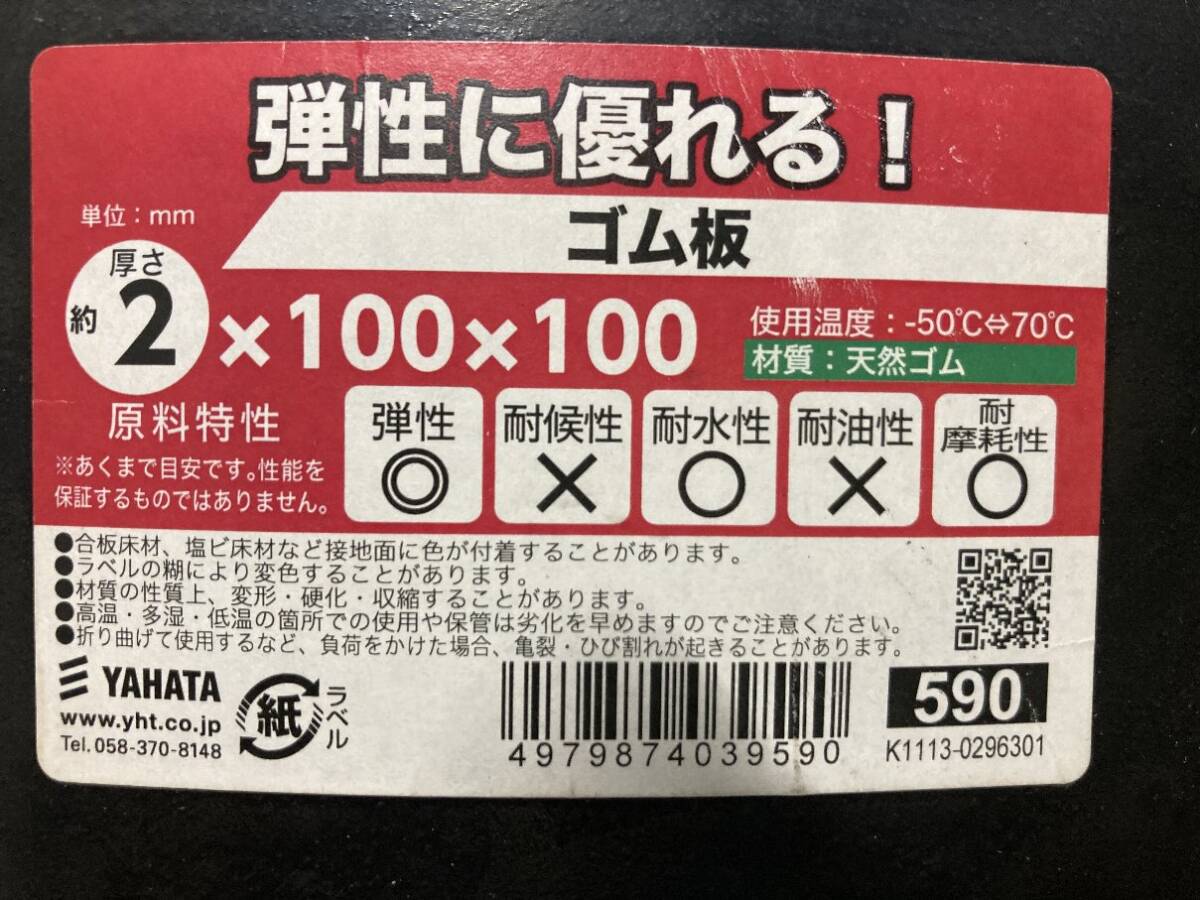 弾性に優れる！
ゴム板
単位：mm
厚さ
約2×100×100
使用温度：-50℃⇔70℃
材質：天然ゴム
原料特性
※あくまで目安です。性能を
保証するものではありません。
弾性
◎
耐候性
×
耐水性
○
耐油性
×
耐
摩耗性
○
●合板床材、塩ビ床材など接地面に色が付着することがあります。
●ラベルの糊により変色することがあります。
●材質の性質上、変形・硬化・収縮することがあります。
●高温・多湿・低温の箇所での使用や保管は劣化を早めますのでご注意ください。
●折り曲げて使用するなど、負荷をかけた場合、亀裂・ひび割れが起きることがあります。
YAHATA
www.yht.co.jp
Tel.058-370-8148
紙
ラベル
4979874039590
590
K1113-0296301